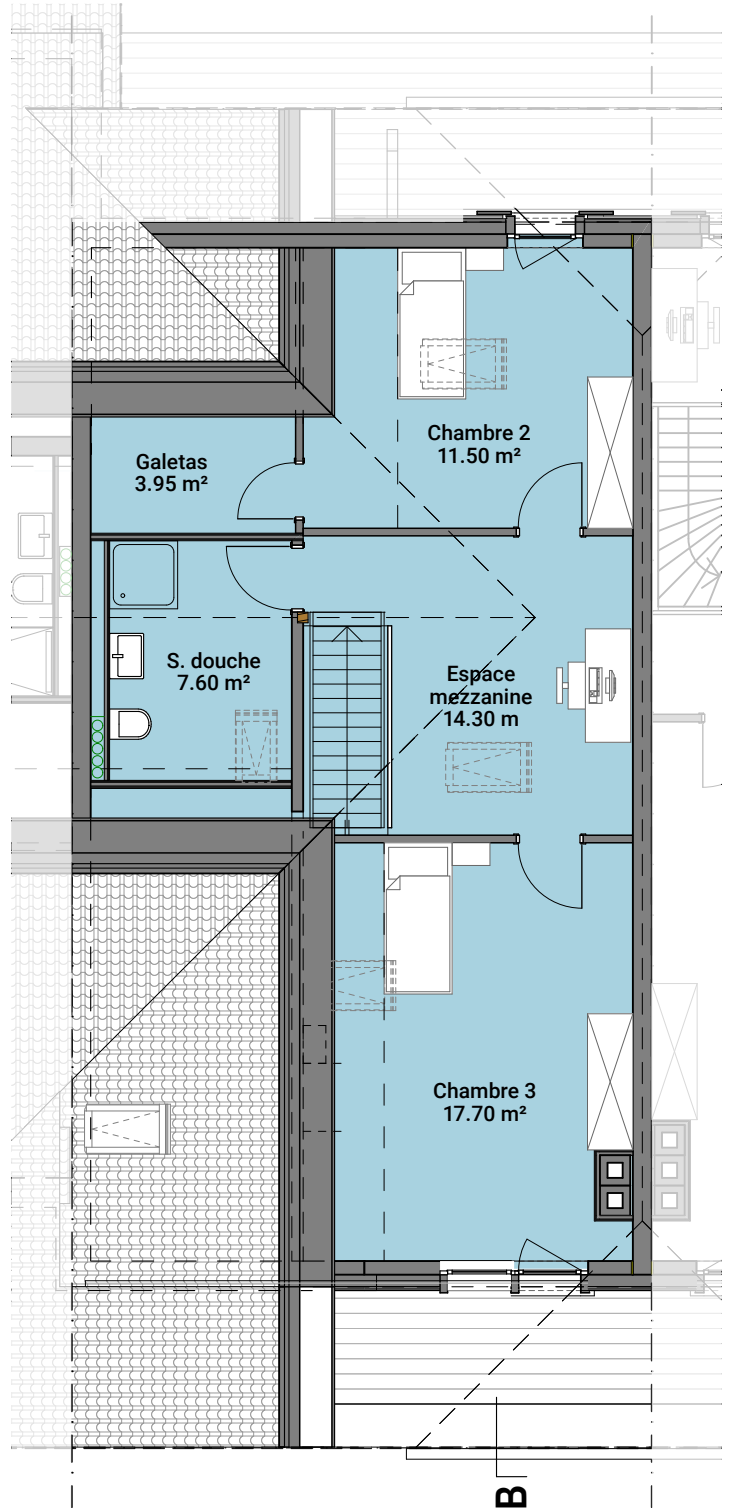 Chambre 2
11.50 m²
Galetas
3.95 m²
S. douche
7.60 m²
Espace
mezzanine
14.30 m
Chambre 3
17.70 m²
B